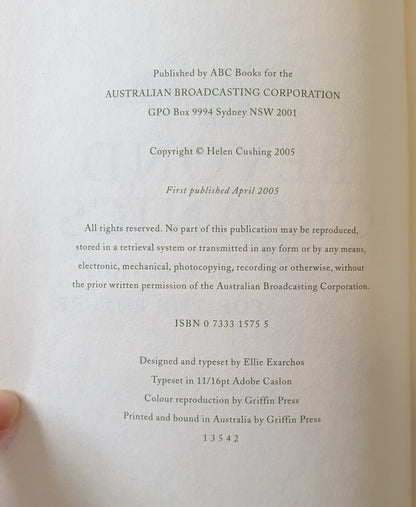 Published by ABC Books for the
AUSTRALIAN BROADCASTING CORPORATION
GPO Box 9994 Sydney NSW 2001
Copyright © Helen Cushing 2005
First published April 2005
All rights reserved. No part of this publication may be reproduced,
stored in a retrieval system or transmitted in any form or by any means,
electronic, mechanical, photocopying, recording or otherwise, without
the prior written permission of the Australian Broadcasting Corporation.
ISBN 0 7333 1575 5
Designed and typeset by Ellie Exarchos
Typeset in 11/16pt Adobe Caslon
Colour reproduction by Griffin Press
Printed and bound in Australia by Griffin Press
1 3 5 4 2